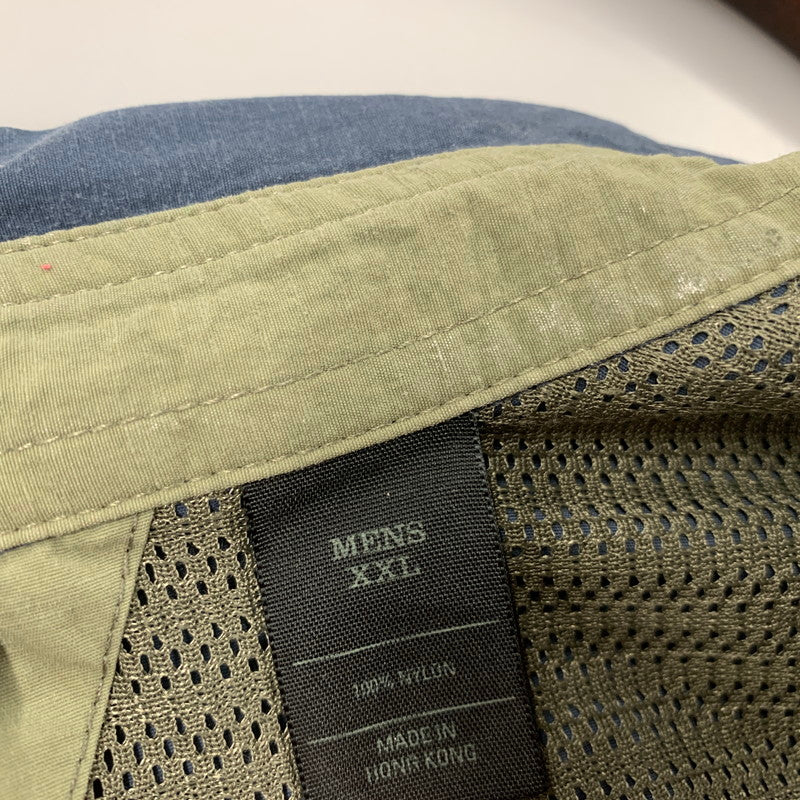 MENS
XXL
100% NYLON
MADE IN
HONG KONG